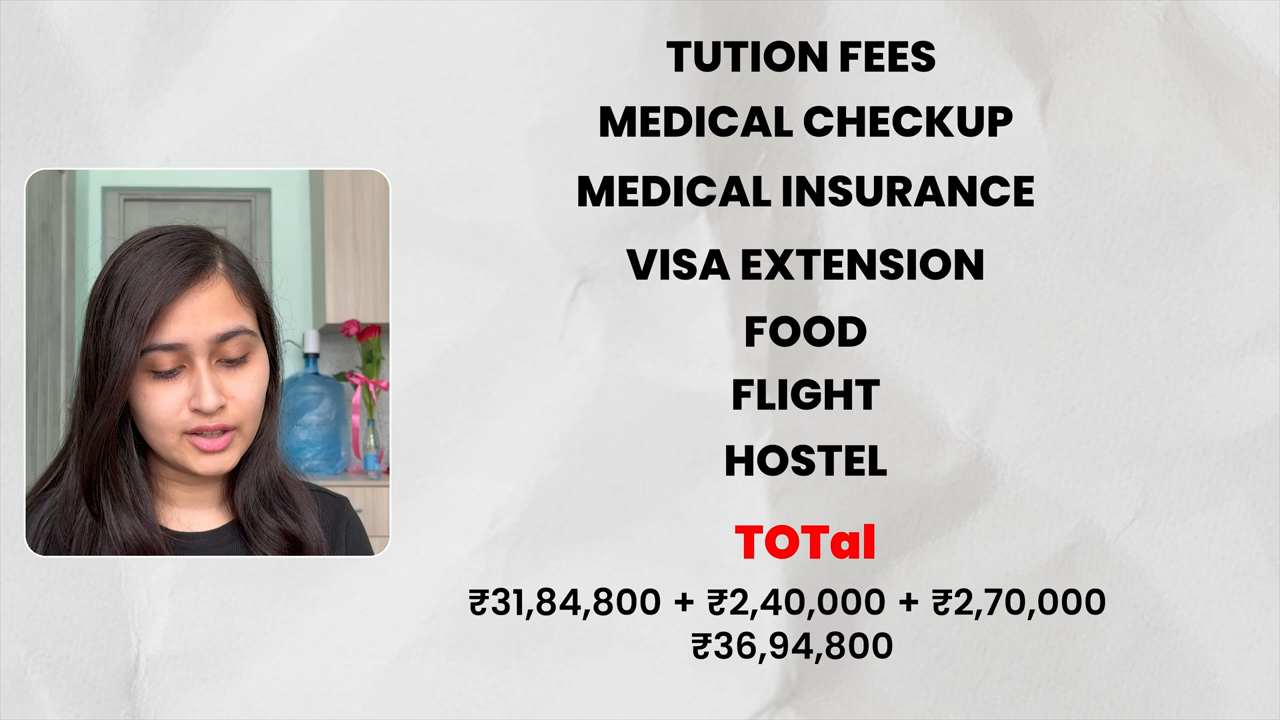 TUTION FEES
MEDICAL CHECKUP
MEDICAL INSURANCE
VISA EXTENSION
FOOD
FLIGHT
HOSTEL
TOTal
₹31,84,800 + ₹2,40,000 + ₹2,70,000
₹36,94,800